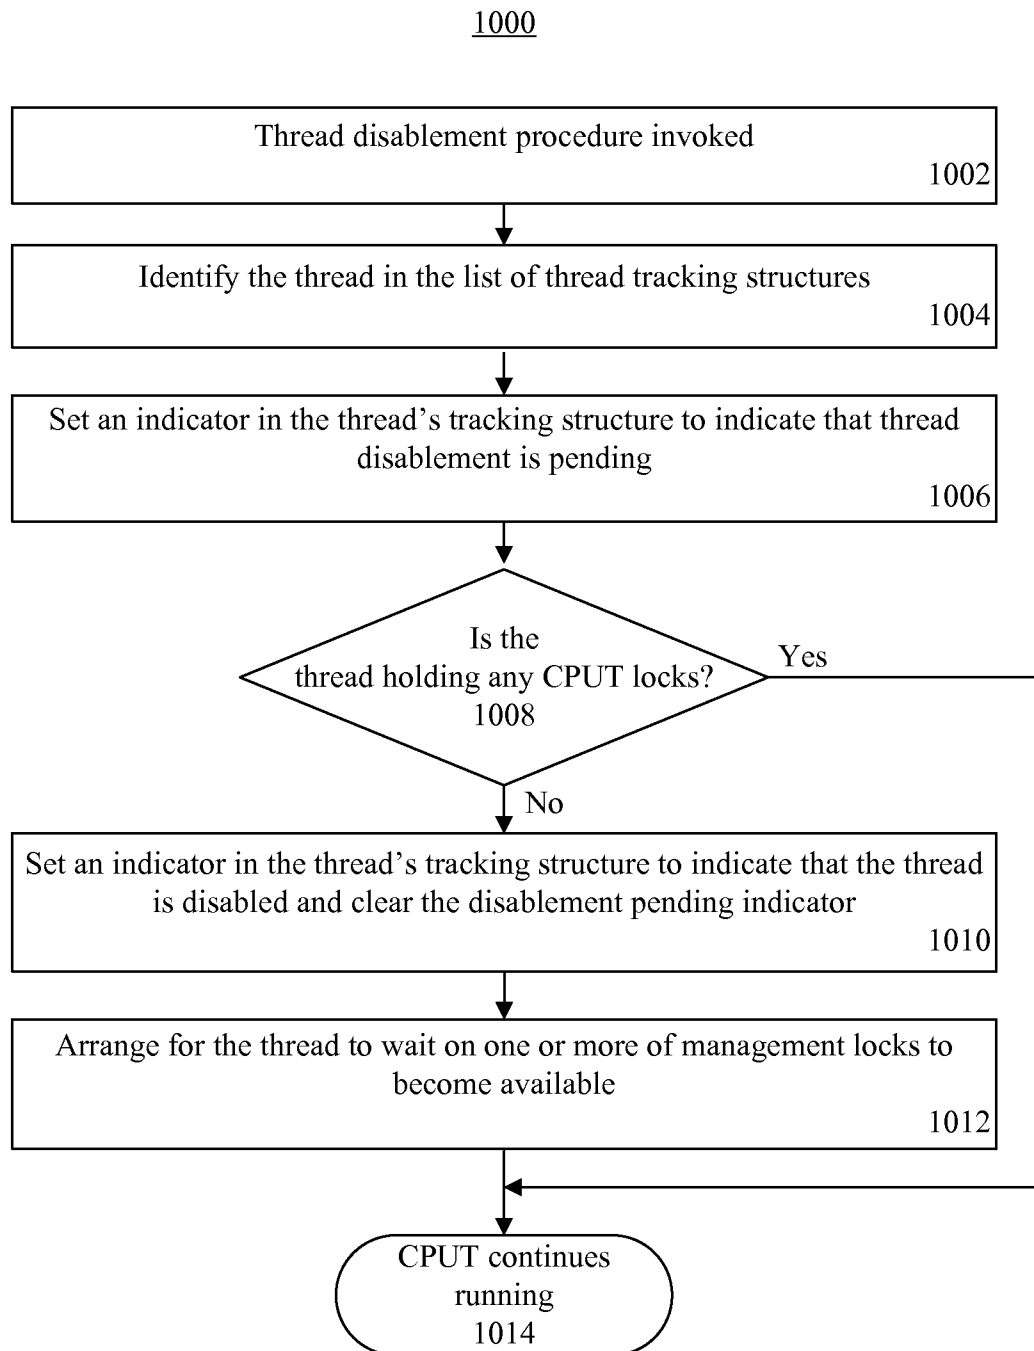 1000
Thread disablement procedure invoked
1002
Identify the thread in the list of thread tracking structures
1004
Set an indicator in the thread’s tracking structure to indicate that thread
disablement is pending
1006
Is the
thread holding any CPUT locks?
1008
Yes
No
Set an indicator in the thread’s tracking structure to indicate that the thread
is disabled and clear the disablement pending indicator
1010
Arrange for the thread to wait on one or more of management locks to
become available
1012
CPUT continues
running
1014